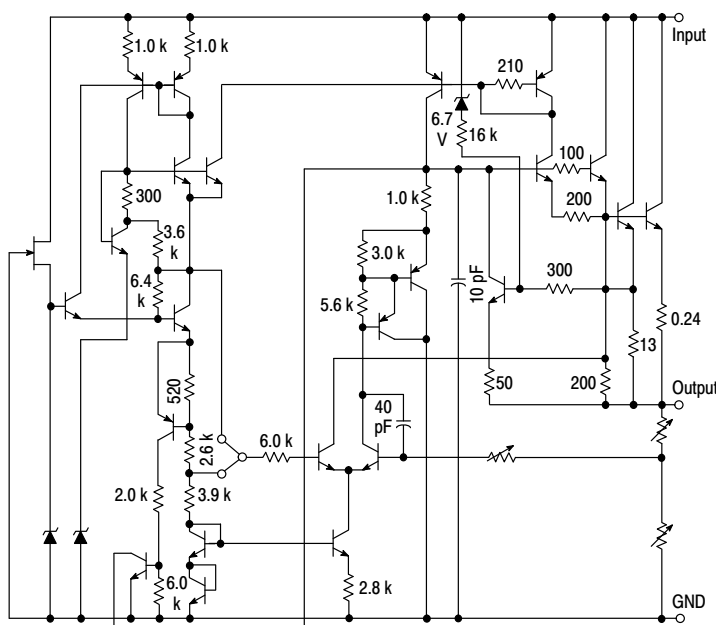 Input
1.0 k
1.0 k
210
6.7
V
16 k
100
300
1.0 k
200
3.6
k
3.0 k
6.4
k
10 pF
300
5.6 k
0.24
13
520
50
200
Output
40
pF
2.6 k
6.0 k
2.0 k
3.9 k
6.0
k
2.8 k
GND